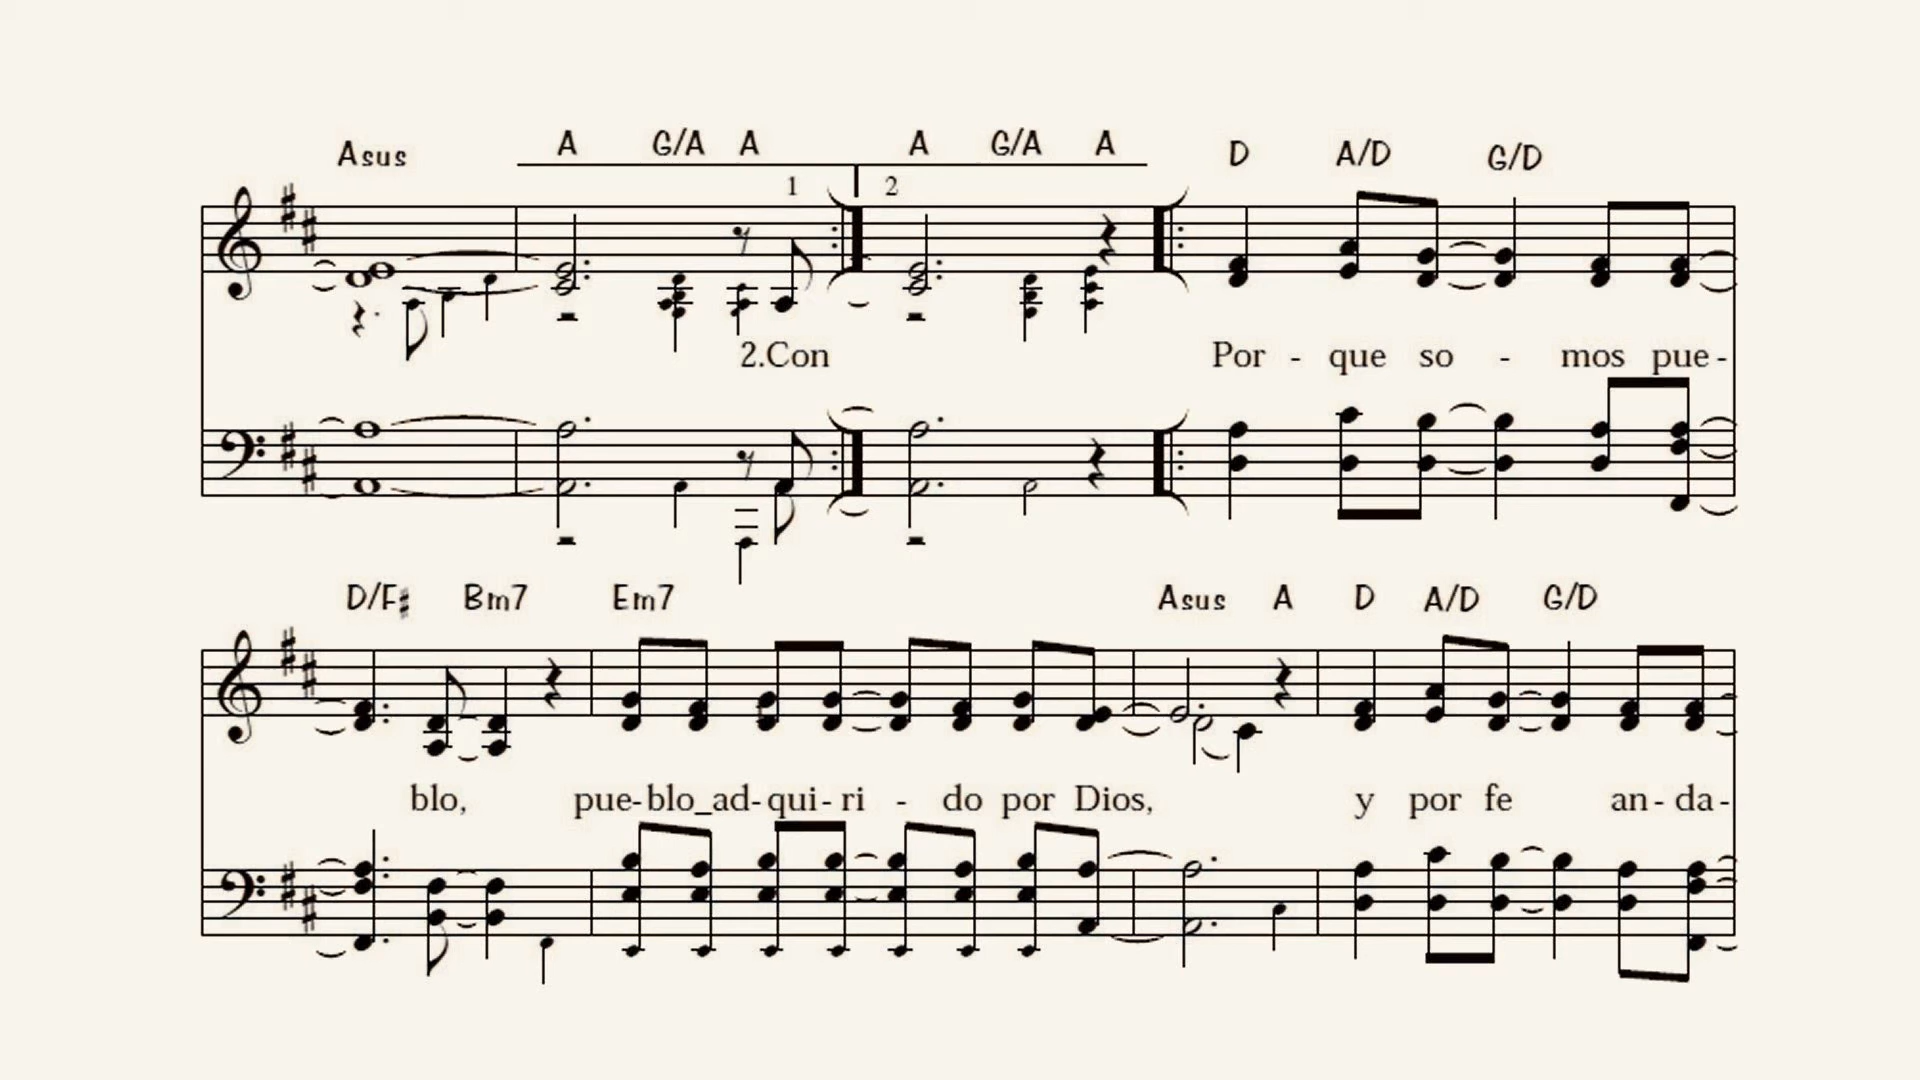 Asus A G/A A A G/A A D A/D G/D
1 2
2.Con Por - que so - mos pue-
D/F♯ Bm7 Em7 Asus A D A/D G/D
blo, pue-blo_ad-qui-ri - do por Dios, y por fe an-da-